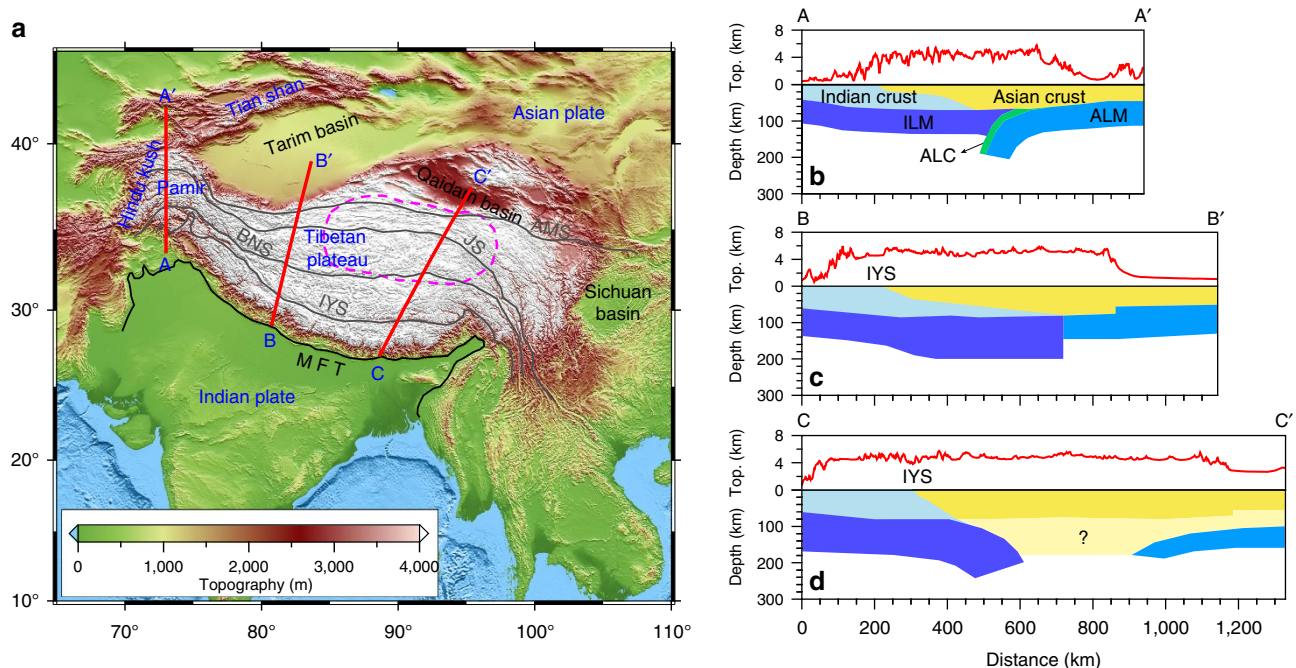 a
A′
Tian shan
Asian plate
40°
Tarim basin
B′
C′
Hindu kush
Pamir
Qaidam basin
AMS
BNS
Tibetan
plateau
JS
A
IYS
Sichuan
basin
30°
B
M F T
C
Indian plate
20°
0 1,000 2,000 3,000 4,000
Topography (m)
10°
70° 80° 90° 100° 110°
b
A A′
8
4
0
Top. (km)
Indian crust Asian crust
ILM ALM
ALC
100
200
300
Depth (km)
b
B B′
8
4
0
Top. (km)
IYS
100
200
300
Depth (km)
c
C C′
8
4
0
Top. (km)
IYS
?
100
200
300
Depth (km)
d
0 200 400 600 800 1,000 1,200
Distance (km)